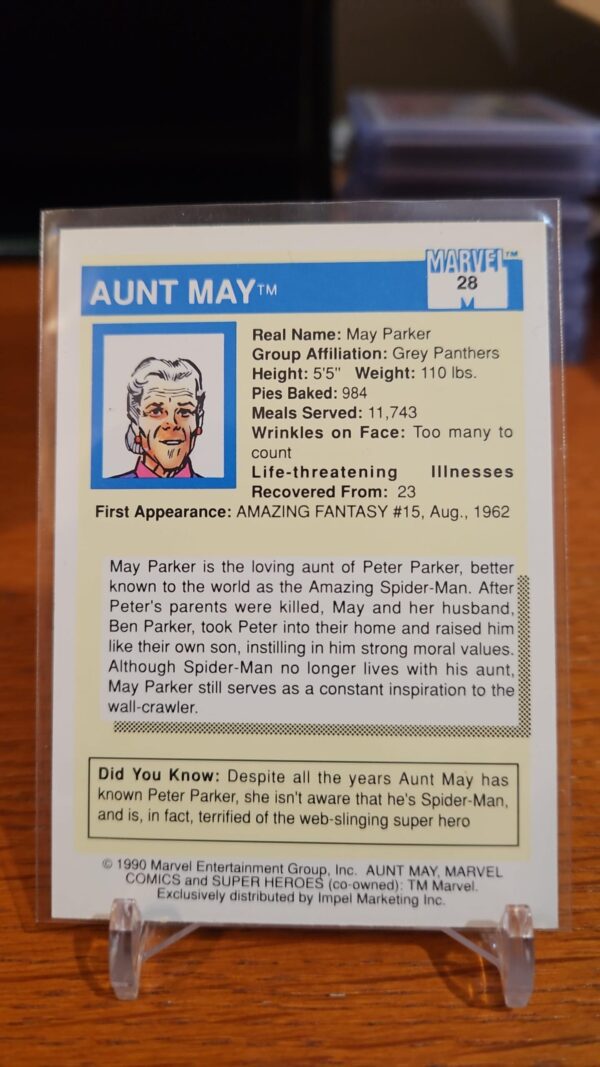 MARVEL™
AUNT MAY™
28
Real Name: May Parker
Group Affiliation: Grey Panthers
Height: 5'5" Weight: 110 lbs.
Pies Baked: 984
Meals Served: 11,743
Wrinkles on Face: Too many to
count
Life-threatening Illnesses
Recovered From: 23
First Appearance: AMAZING FANTASY #15, Aug., 1962
May Parker is the loving aunt of Peter Parker, better
known to the world as the Amazing Spider-Man. After
Peter's parents were killed, May and her husband,
Ben Parker, took Peter into their home and raised him
like their own son, instilling in him strong moral values.
Although Spider-Man no longer lives with his aunt,
May Parker still serves as a constant inspiration to the
wall-crawler.
Did You Know: Despite all the years Aunt May has
known Peter Parker, she isn't aware that he's Spider-Man,
and is, in fact, terrified of the web-slinging super hero
© 1990 Marvel Entertainment Group, Inc. AUNT MAY, MARVEL
COMICS and SUPER HEROES (co-owned): TM Marvel.
Exclusively distributed by Impel Marketing Inc.